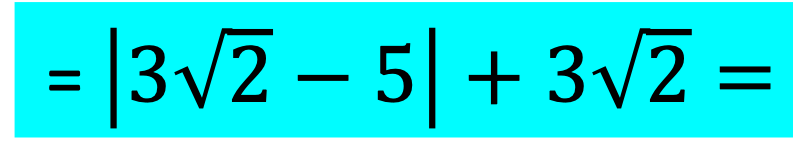 = |3√2 − 5| + 3√2 =